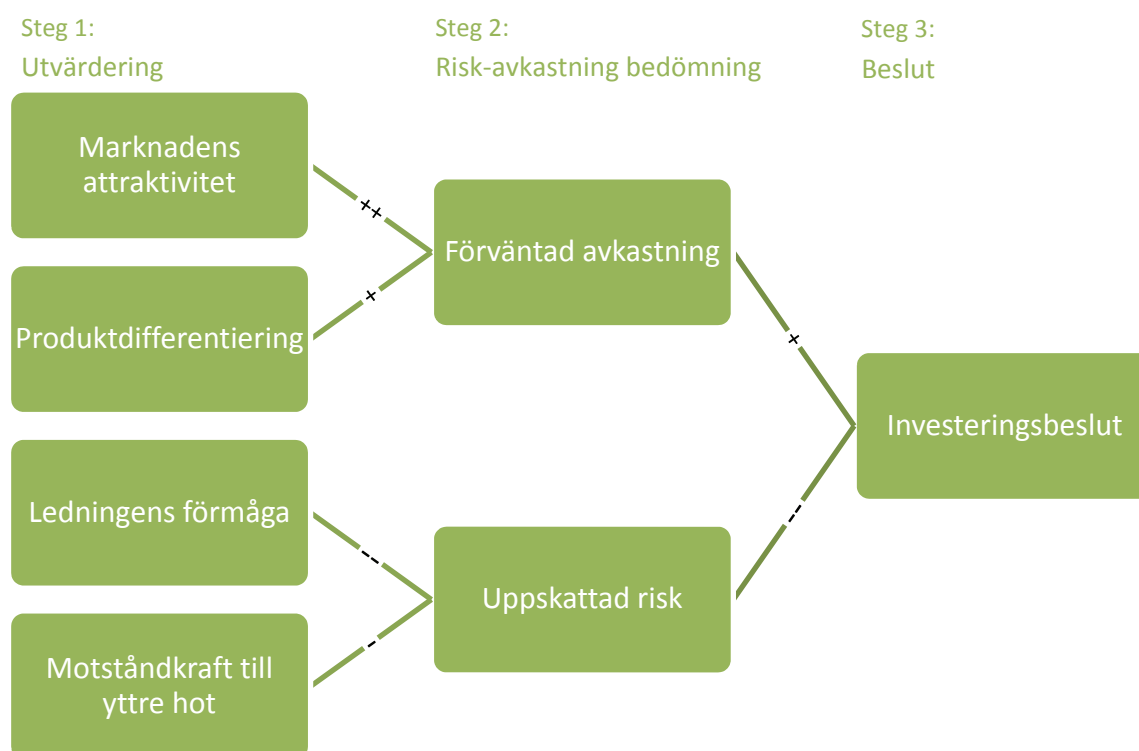 Steg 1:
Utvärdering
Steg 2:
Risk-avkastning bedömning
Steg 3:
Beslut
Marknadens
attraktivitet
++
Produktdifferentiering
+
Förväntad avkastning
+
Ledningens förmåga
--
Motståndkraft till
yttre hot
-
Uppskattad risk
--
Investeringsbeslut